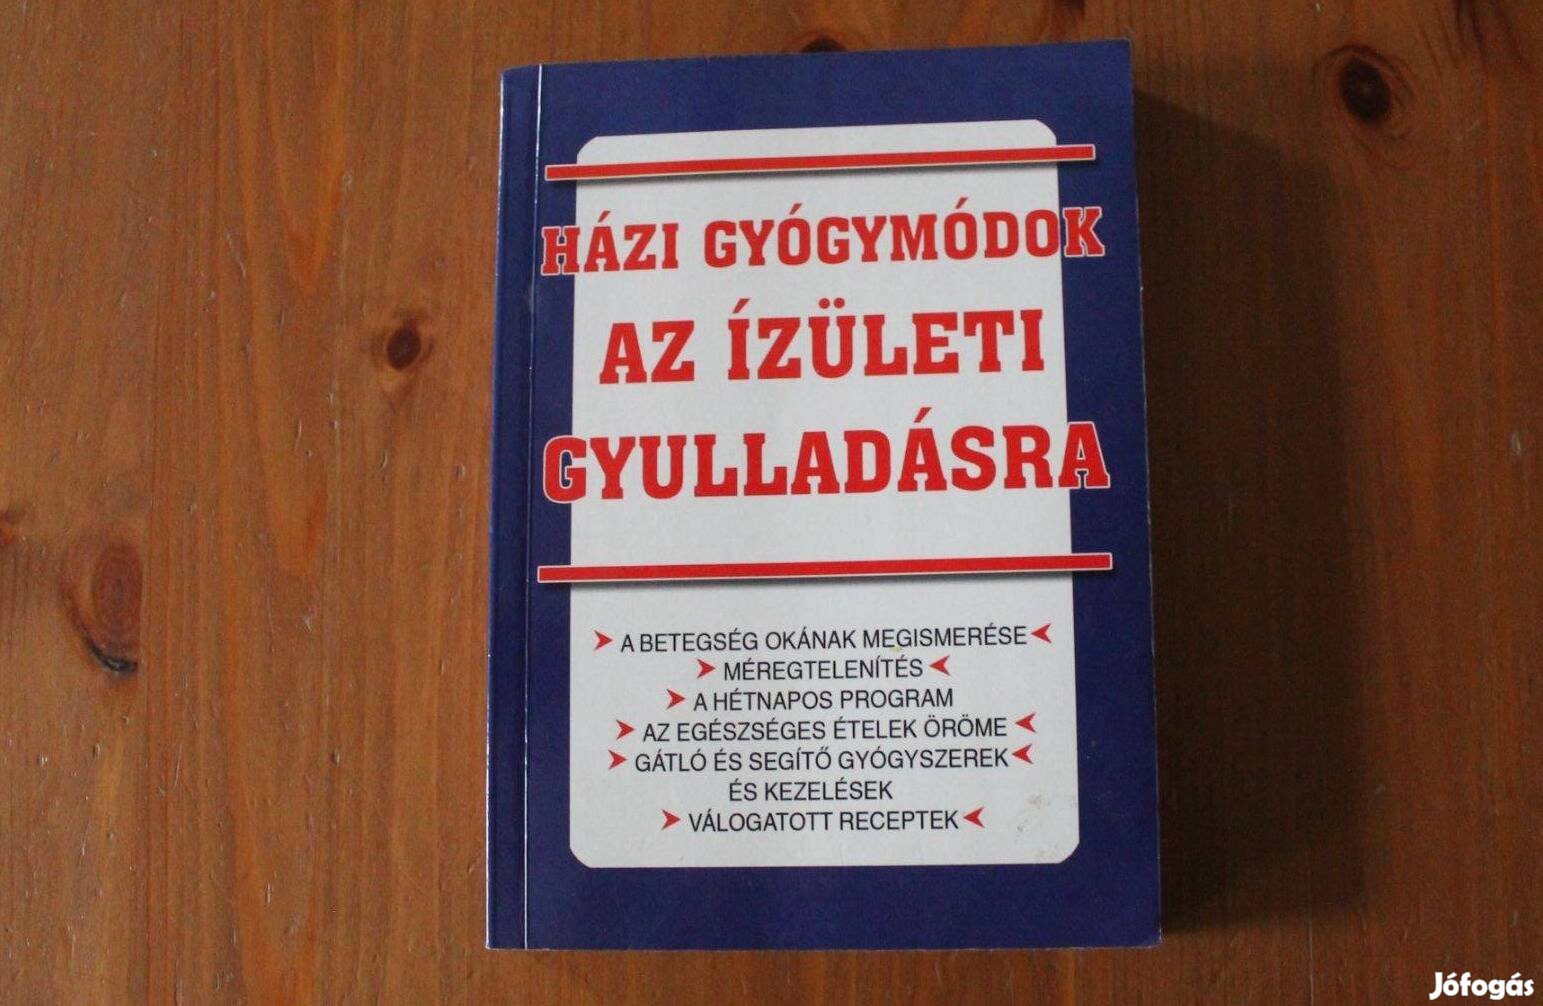 HÁZI GYÓGYMÓDOK
AZ ÍZÜLETI
GYULLADÁSRA
A BETEGSÉG OKÁNAK MEGISMERÉSE
MÉREGTELENÍTÉS
A HÉTNAPOS PROGRAM
AZ EGÉSZSÉGES ÉTELEK ÖRÖME
GÁTLÓ ÉS SEGÍTŐ GYÓGYSZEREK
ÉS KEZELÉSEK
VÁLOGATOTT RECEPTEK
Jófogás